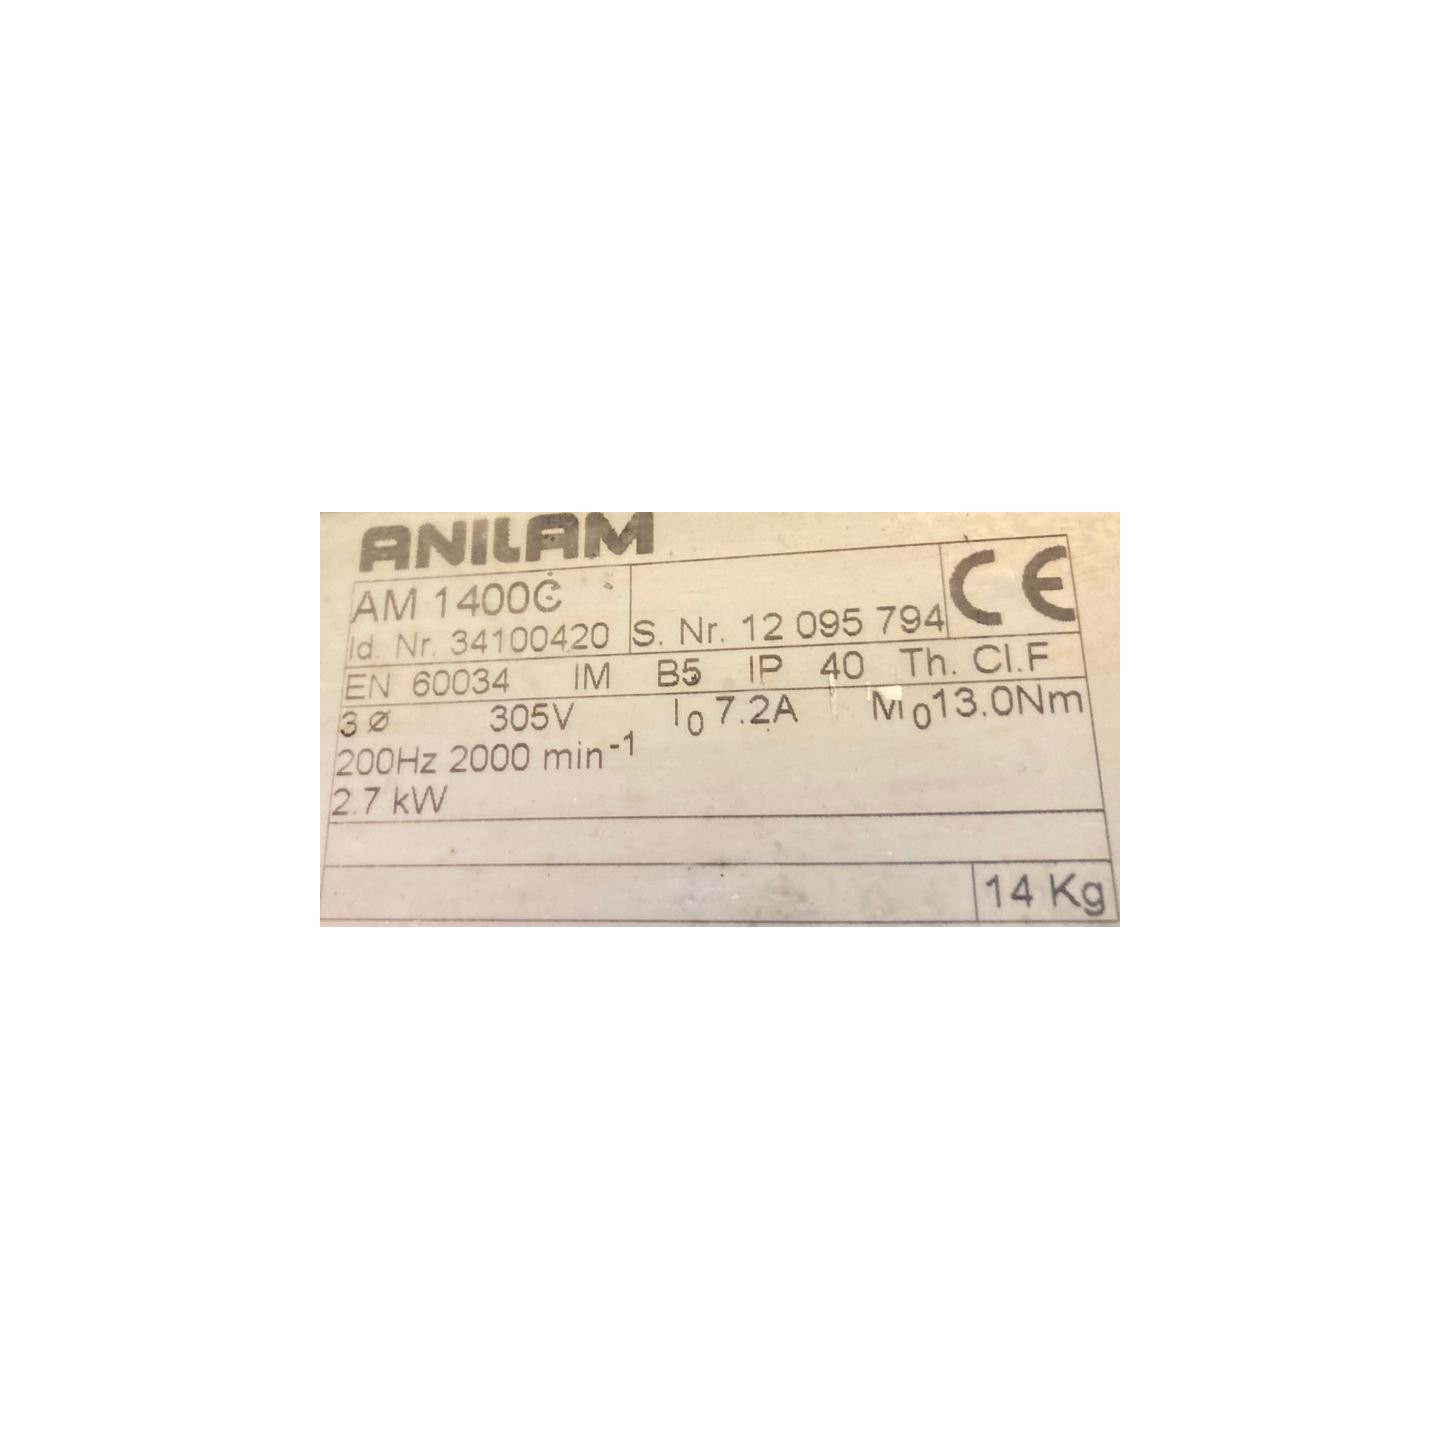 ANILAM
CE
AM 1400C
Id. Nr. 34100420 S. Nr. 12 095 794
EN 60034 IM B5 IP 40 Th. Cl.F
3 Ø 305V I0 7.2A M0 13.0Nm
200Hz 2000 min-1
2.7 kW
14 Kg